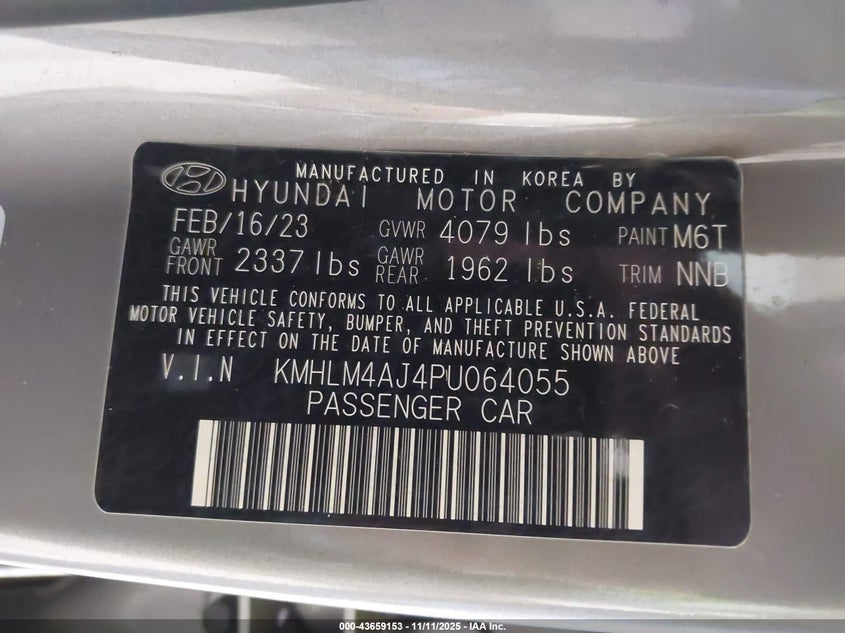 MANUFACTURED IN KOREA BY
HYUNDAI MOTOR COMPANY
FEB/16/23 GVWR 4079 lbs PAINT M6T
GAWR FRONT 2337 lbs GAWR REAR 1962 lbs TRIM NNB
THIS VEHICLE CONFORMS TO ALL APPLICABLE U.S.A. FEDERAL
MOTOR VEHICLE SAFETY, BUMPER, AND THEFT PREVENTION STANDARDS
IN EFFECT ON THE DATE OF MANUFACTURE SHOWN ABOVE
V.I.N KMHLM4AJ4PU064055
PASSENGER CAR
000-43659153 - 11/11/2025 - IAA Inc.